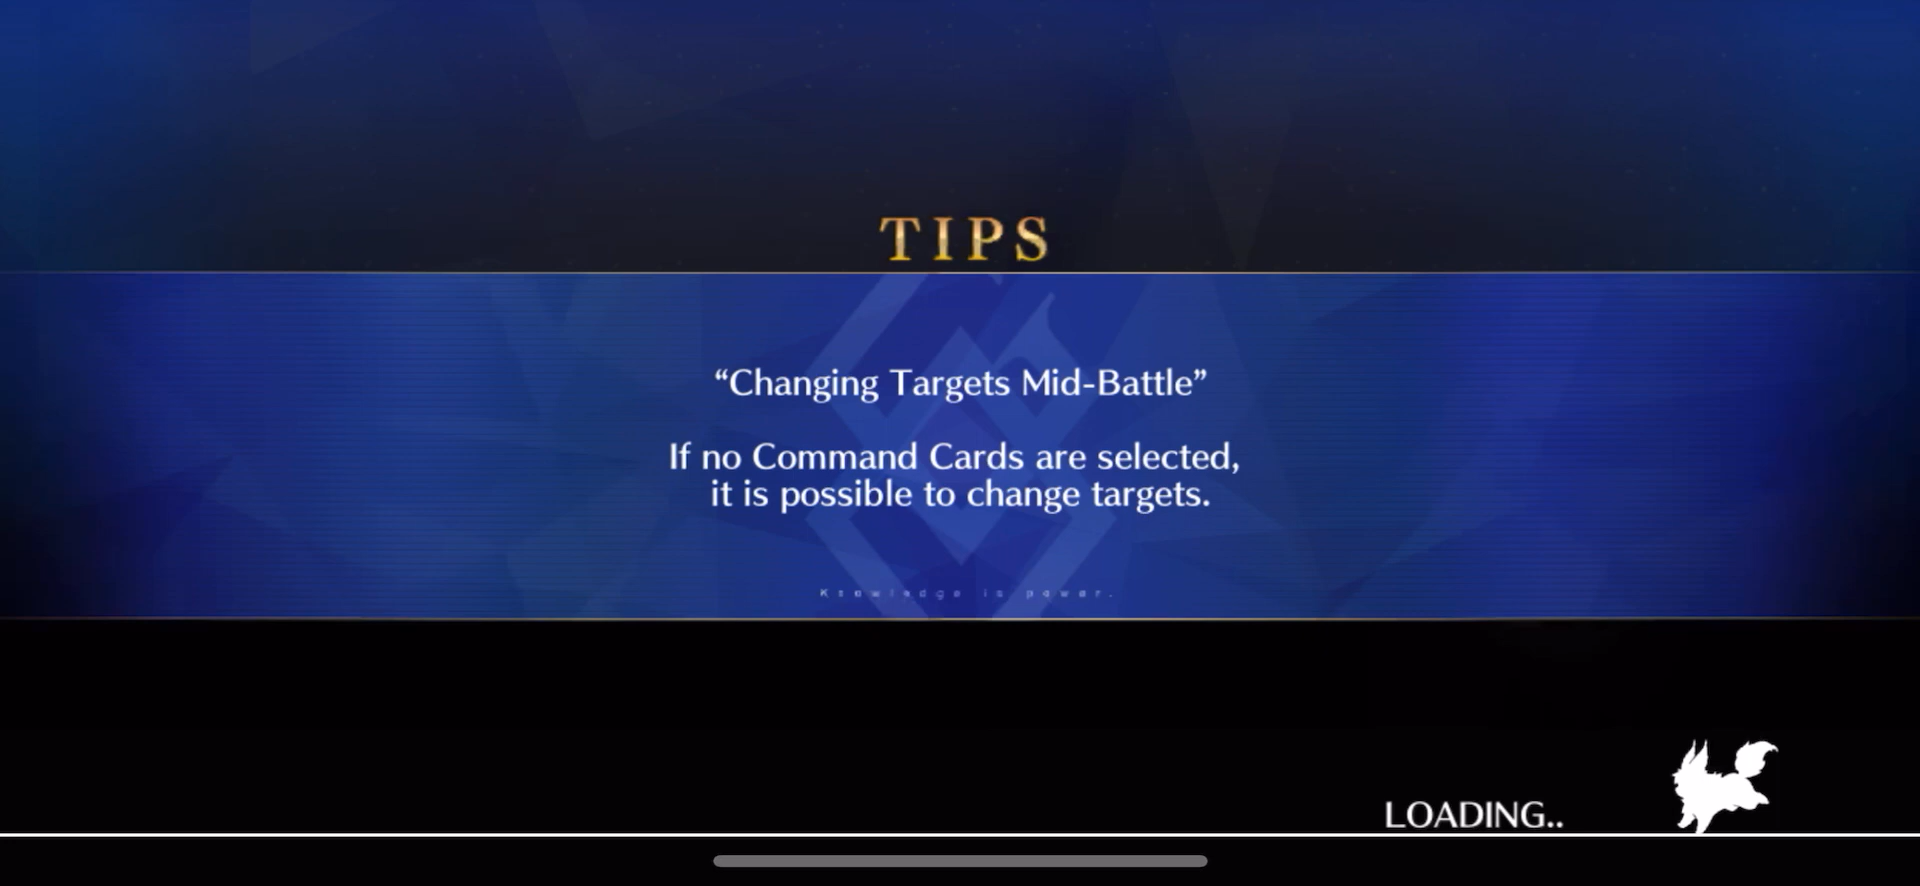 TIPS
“Changing Targets Mid-Battle”
If no Command Cards are selected,
it is possible to change targets.
Knowledge is power.
LOADING..